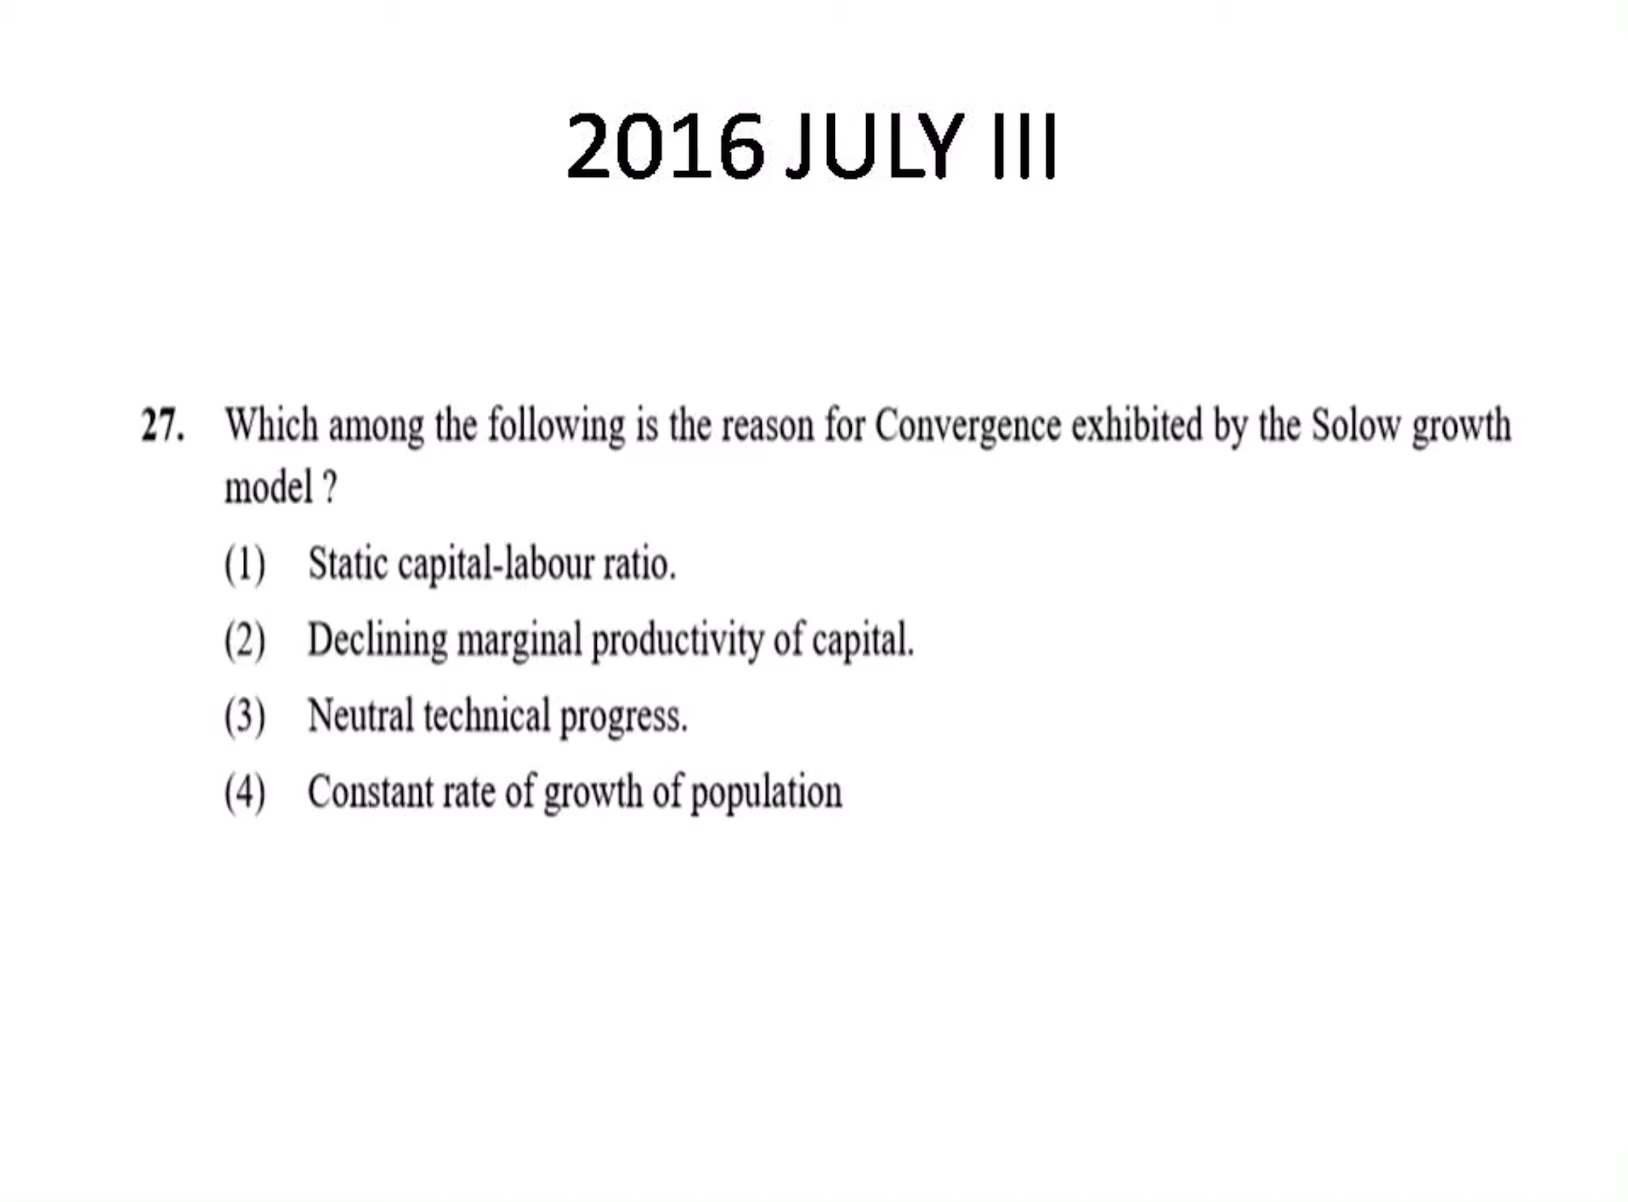 2016 JULY III
27. Which among the following is the reason for Convergence exhibited by the Solow growth
model ?
(1) Static capital-labour ratio.
(2) Declining marginal productivity of capital.
(3) Neutral technical progress.
(4) Constant rate of growth of population